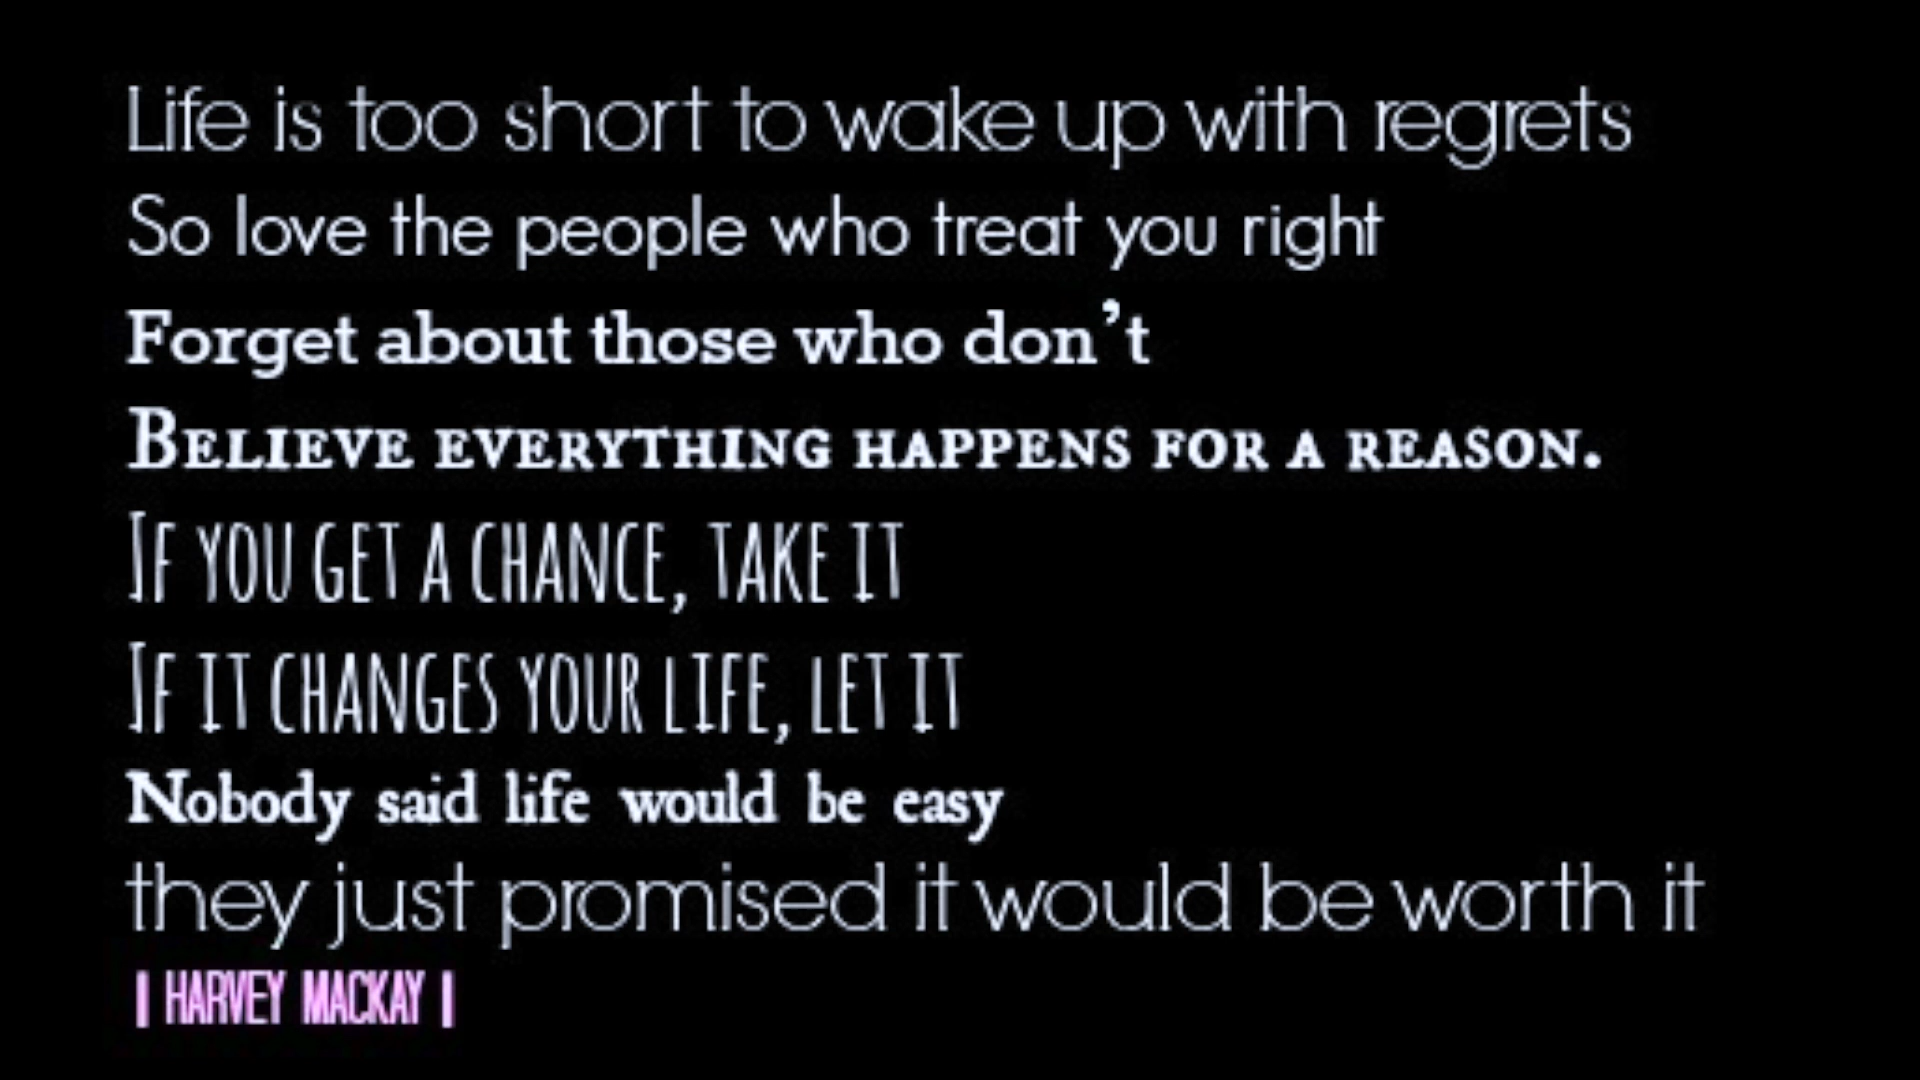 Life is too short to wake up with regrets
So love the people who treat you right
Forget about those who don't
Believe everything happens for a reason.
If you get a chance, take it
If it changes your life, let it
Nobody said life would be easy
they just promised it would be worth it
| HARVEY MACKAY |